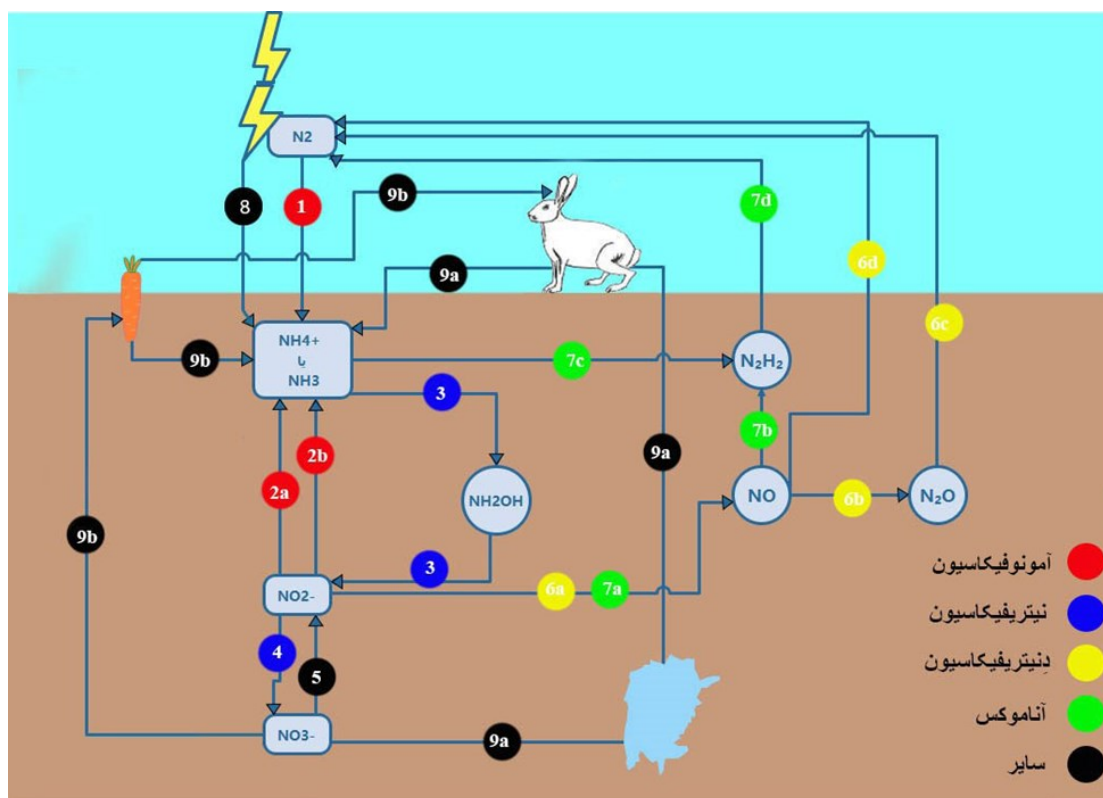 N2
8
1
9b
7d
9a
6d
6c
NH4+
یا
NH3
9b
7c
N₂H₂
3
7b
2b
2a
NH2OH
9a
NO
6b
N₂O
9b
3
NO2-
6a
7a
4
5
NO3-
9a
آمونوفیکاسیون
نیتریفیکاسیون
دِنیتریفیکاسیون
آناموکس
سایر